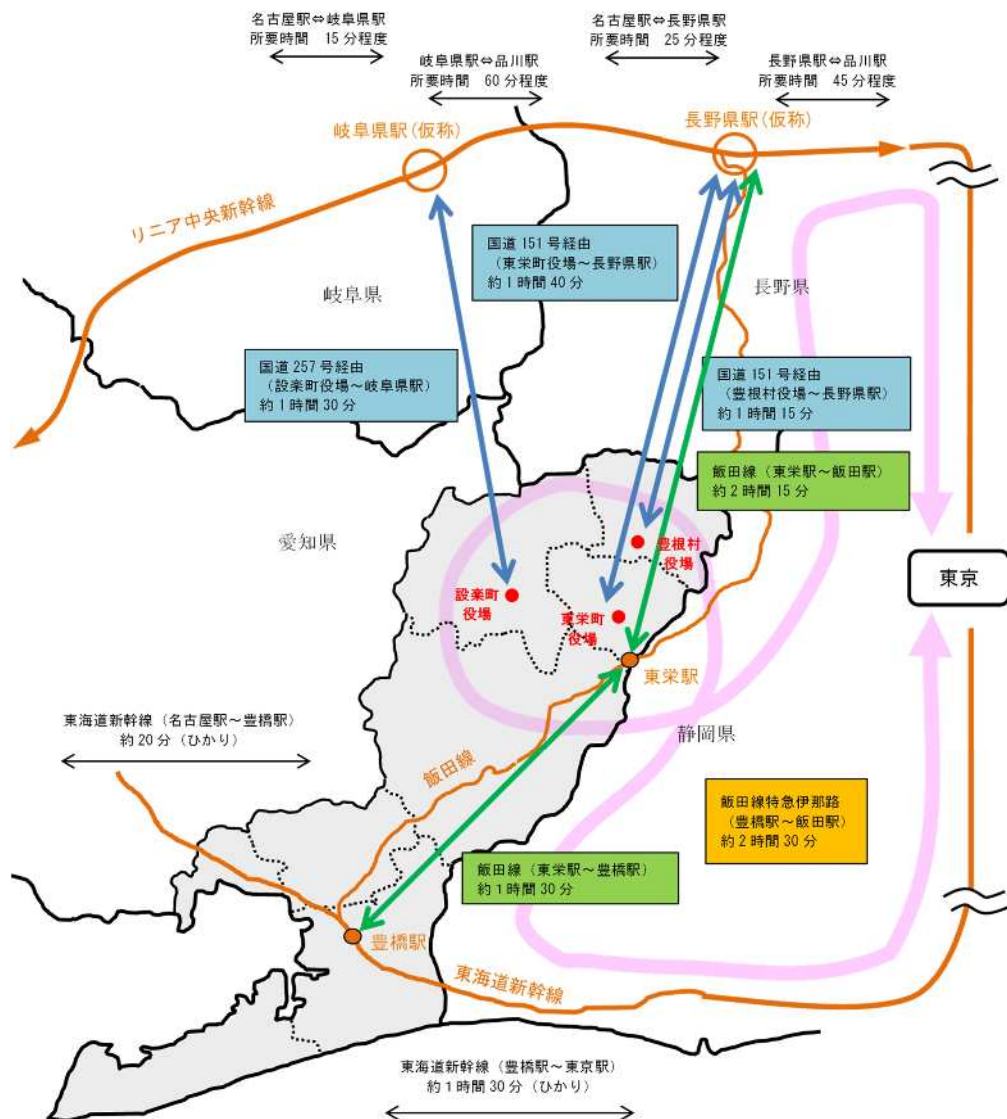 名古屋駅⇔岐阜県駅
所要時間 15分程度
名古屋駅⇔長野県駅
所要時間 25分程度
岐阜県駅⇔品川駅
所要時間 60分程度
長野県駅⇔品川駅
所要時間 45分程度
岐阜県駅(仮称)
長野県駅(仮称)
リニア中央新幹線
国道151号経由
(東栄町役場~長野県駅)
約1時間40分
岐阜県
長野県
国道257号経由
(設楽町役場~岐阜県駅)
約1時間30分
国道151号経由
(豊根村役場~長野県駅)
約1時間15分
飯田線(東栄駅~飯田駅)
約2時間15分
愛知県
豊根村
役場
設楽町
役場
東栄町
役場
東京
東栄駅
静岡県
東海道新幹線(名古屋駅~豊橋駅)
約20分(ひかり)
飯田線
飯田線特急伊那路
(豊橋駅~飯田駅)
約2時間30分
飯田線(東栄駅~豊橋駅)
約1時間30分
豊橋駅
東海道新幹線
東海道新幹線(豊橋駅~東京駅)
約1時間30分(ひかり)